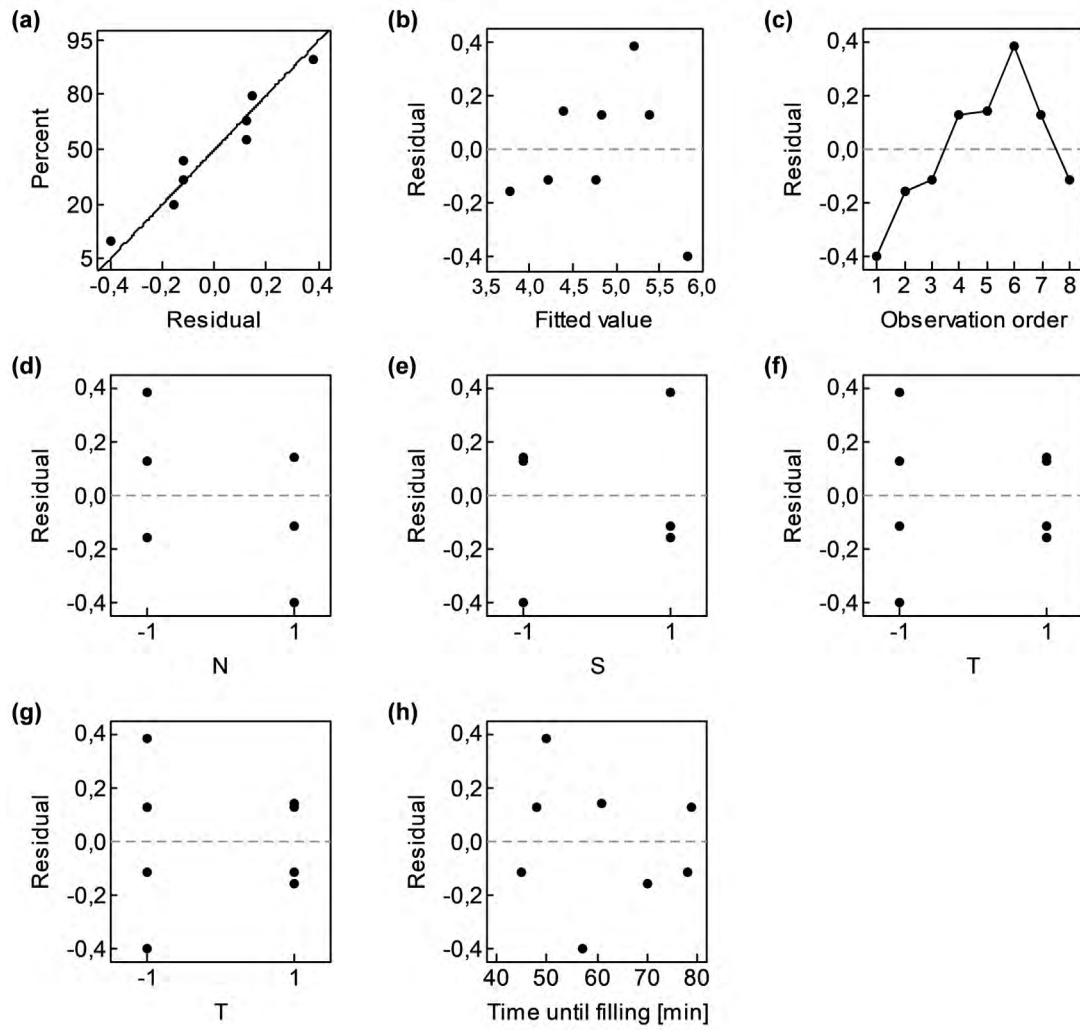 (a)
95
80
50
20
5
Percent
-0,4 -0,2 0,0 0,2 0,4
Residual
(b)
0,4
0,2
0,0
-0,2
-0,4
Residual
3,5 4,0 4,5 5,0 5,5 6,0
Fitted value
(c)
0,4
0,2
0,0
-0,2
-0,4
Residual
1 2 3 4 5 6 7 8
Observation order
(d)
0,4
0,2
0,0
-0,2
-0,4
Residual
-1 1
N
(e)
0,4
0,2
0,0
-0,2
-0,4
Residual
-1 1
S
(f)
0,4
0,2
0,0
-0,2
-0,4
Residual
-1 1
T
(g)
0,4
0,2
0,0
-0,2
-0,4
Residual
-1 1
T
(h)
0,4
0,2
0,0
-0,2
-0,4
Residual
40 50 60 70 80
Time until filling [min]